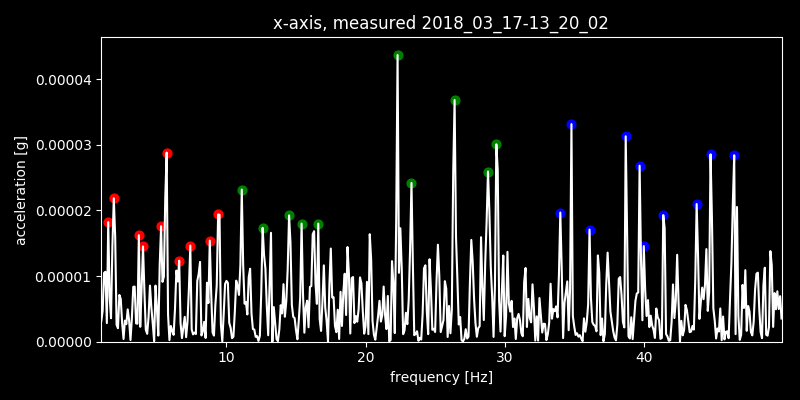 x-axis, measured 2018_03_17-13_20_02
acceleration [g]
0.00004
0.00003
0.00002
0.00001
0.00000
10 20 30 40
frequency [Hz]